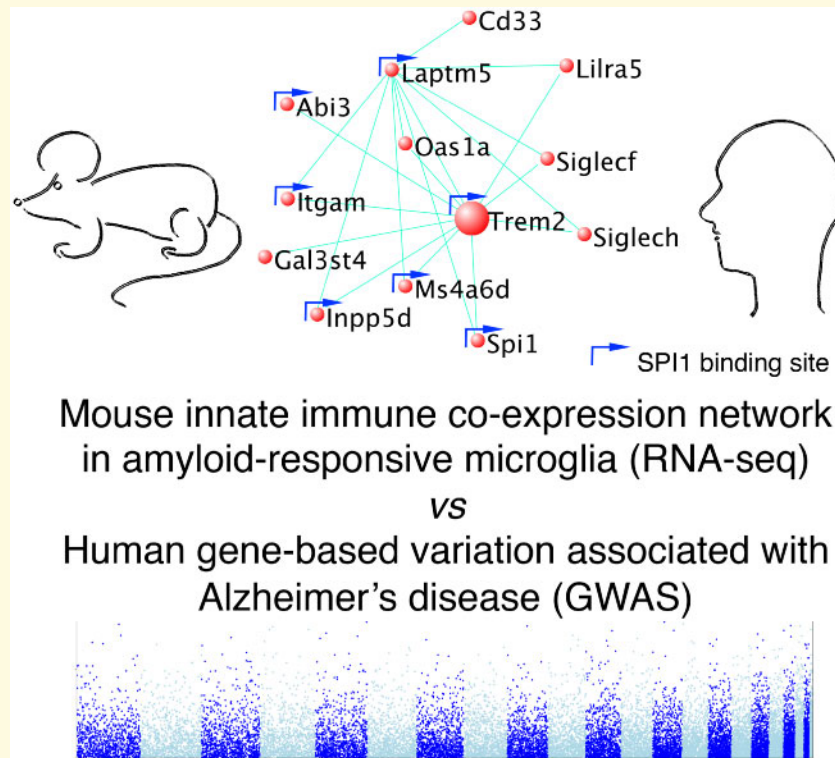 Cd33
Laptm5
Lilra5
Abi3
Oas1a
Siglecf
Itgam
Trem2
Siglech
Gal3st4
Ms4a6d
Inpp5d
Spi1
SPI1 binding site
Mouse innate immune co-expression network
in amyloid-responsive microglia (RNA-seq)
vs
Human gene-based variation associated with
Alzheimer's disease (GWAS)